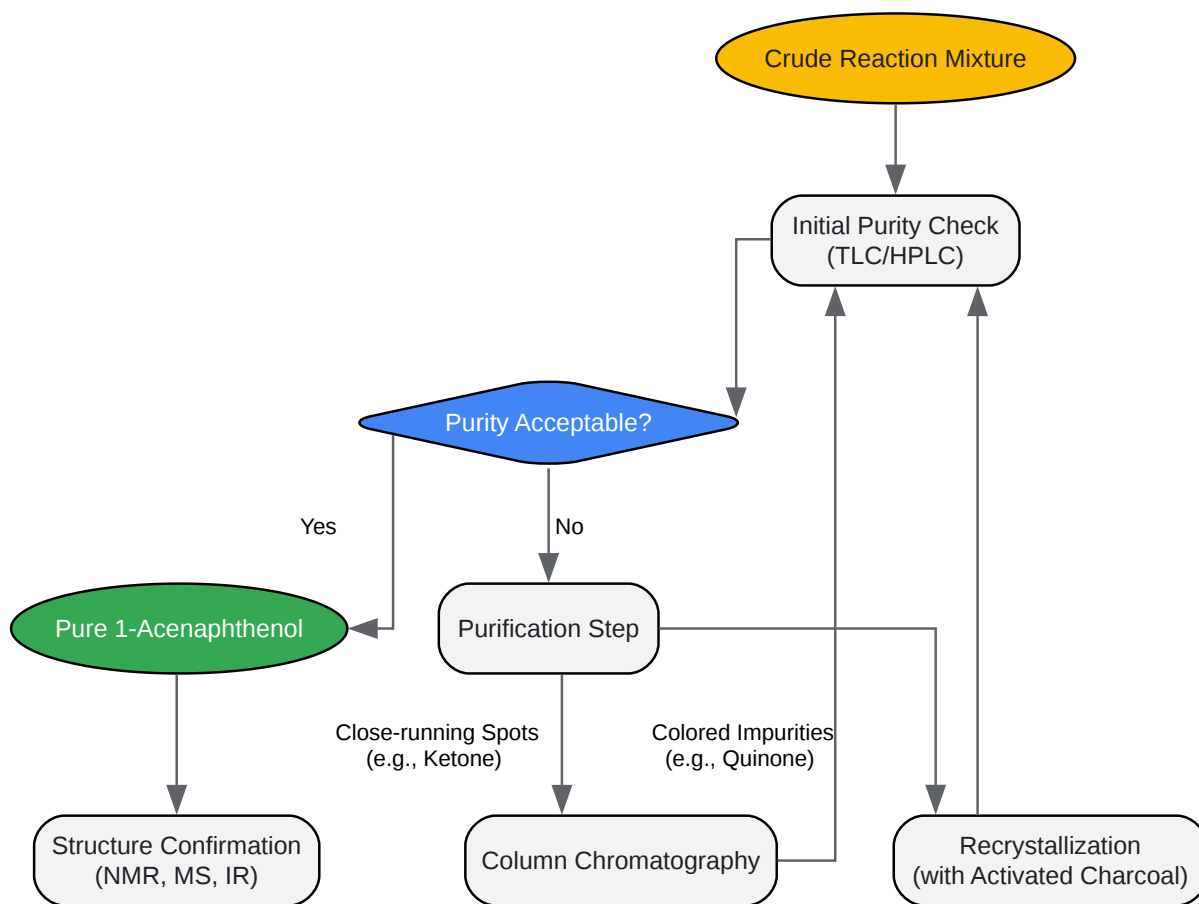 Crude Reaction Mixture
Initial Purity Check
(TLC/HPLC)
Purity Acceptable?
Yes
No
Pure 1-Acenaphthenol
Purification Step
Close-running Spots
(e.g., Ketone)
Colored Impurities
(e.g., Quinone)
Structure Confirmation
(NMR, MS, IR)
Column Chromatography
Recrystallization
(with Activated Charcoal)